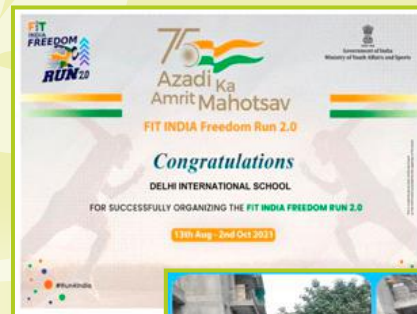 FIT
INDIA
FREEDOM
RUN 2.0
75
Azadi Ka
Amrit Mahotsav
Government of India
Ministry of Youth Affairs and Sports
FIT INDIA Freedom Run 2.0
Congratulations
DELHI INTERNATIONAL SCHOOL
FOR SUCCESSFULLY ORGANIZING THE FIT INDIA FREEDOM RUN 2.0
13th Aug - 2nd Oct 2021
#Run4India